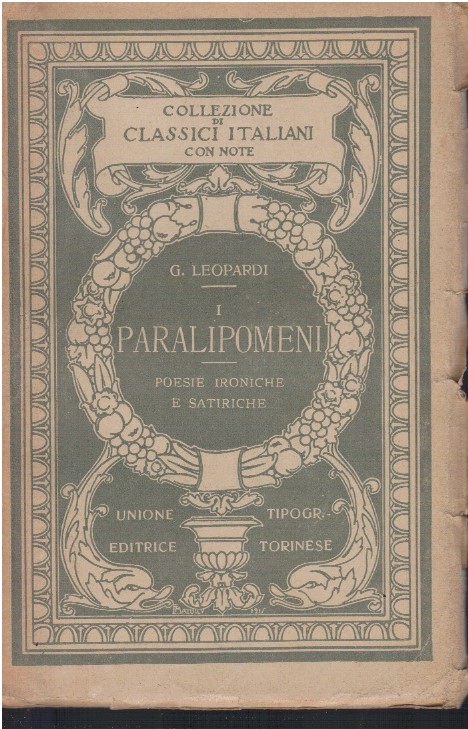 COLLEZIONE
DI
CLASSICI ITALIANI
CON NOTE
G. LEOPARDI
I
PARALIPOMENI
POESIE IRONICHE
E SATIRICHE
UNIONE TIPOGR.-
EDITRICE TORINESE